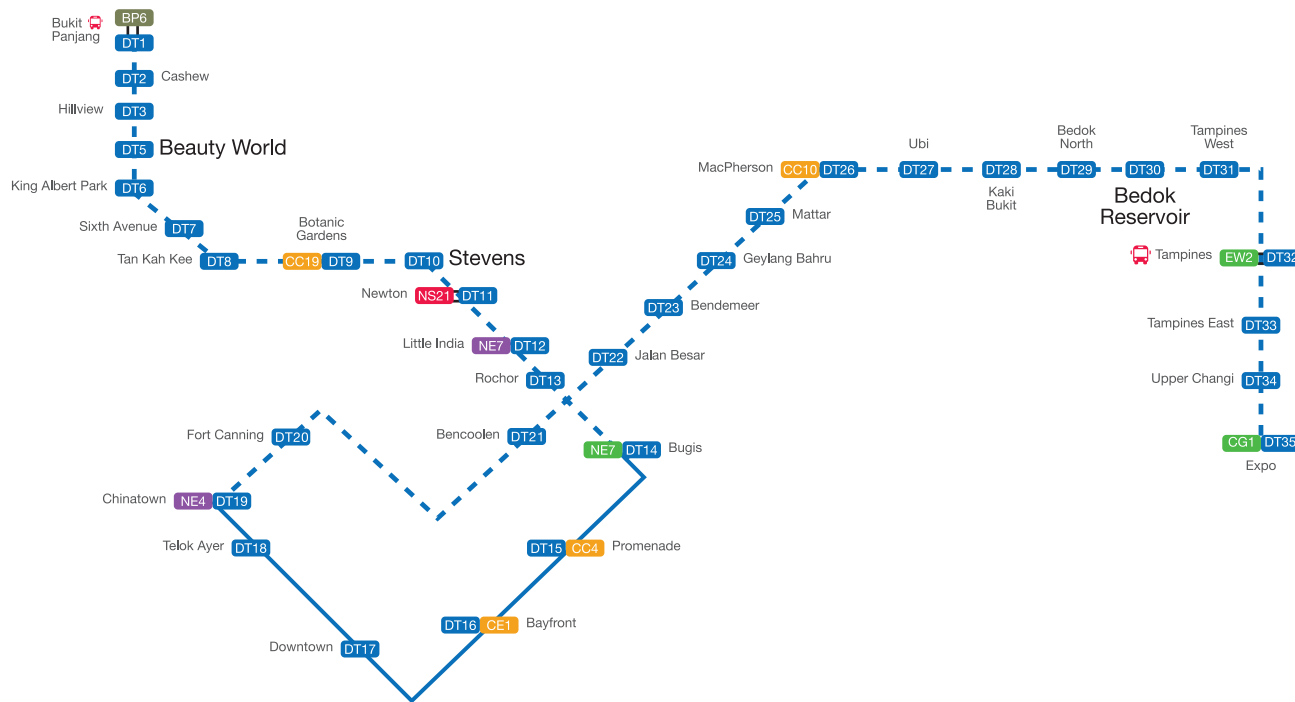 BP6
Bukit
Panjang
DT1
DT2 Cashew
Hillview DT3
DT5 Beauty World
King Albert Park DT6
Sixth Avenue DT7
Tan Kah Kee DT8
Botanic
Gardens
CC19 DT9
DT10 Stevens
Newton NS21 DT11
Little India NE7 DT12
Rochor DT13
NE7 DT14 Bugis
DT15 CC4 Promenade
DT16 CE1 Bayfront
Downtown DT17
Telok Ayer DT18
Chinatown NE4 DT19
Fort Canning DT20
Bencoolen DT21
DT22 Jalan Besar
DT23 Bendemeer
DT24 Geylang Bahru
DT25 Mattar
MacPherson CC10 DT26
Ubi
DT27
DT28
Kaki
Bukit
Bedok
North
DT29
DT30
Bedok
Reservoir
Tampines
West
DT31
Tampines EW2 DT32
Tampines East DT33
Upper Changi DT34
CG1 DT35
Expo